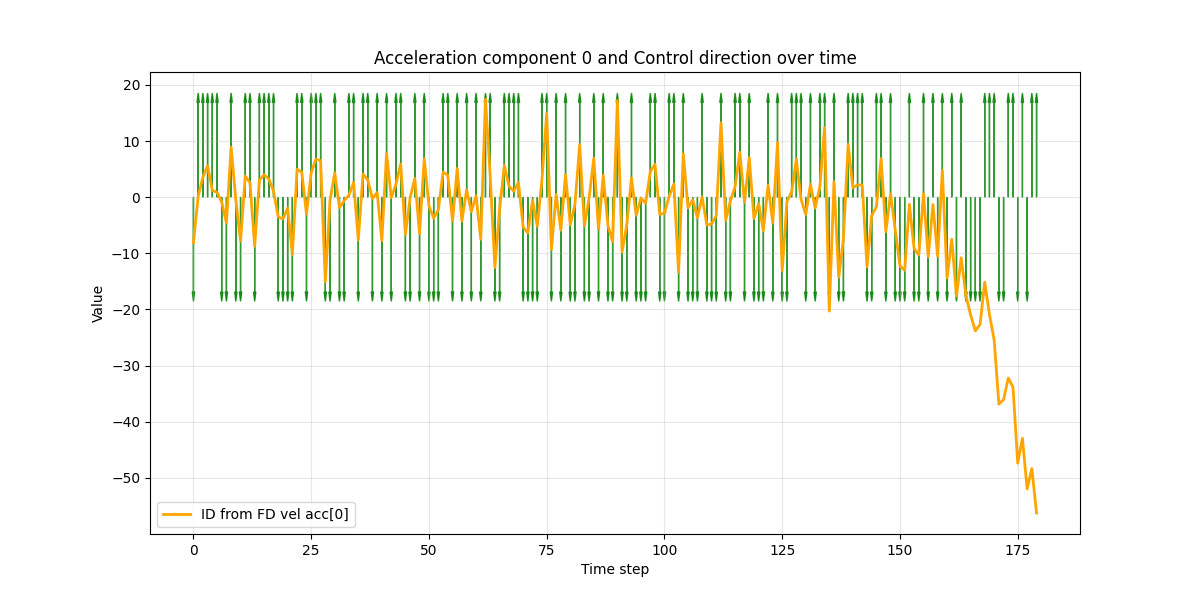 Acceleration component 0 and Control direction over time
20
10
0
−10
−20
−30
−40
−50
Value
ID from FD vel acc[0]
0 25 50 75 100 125 150 175
Time step